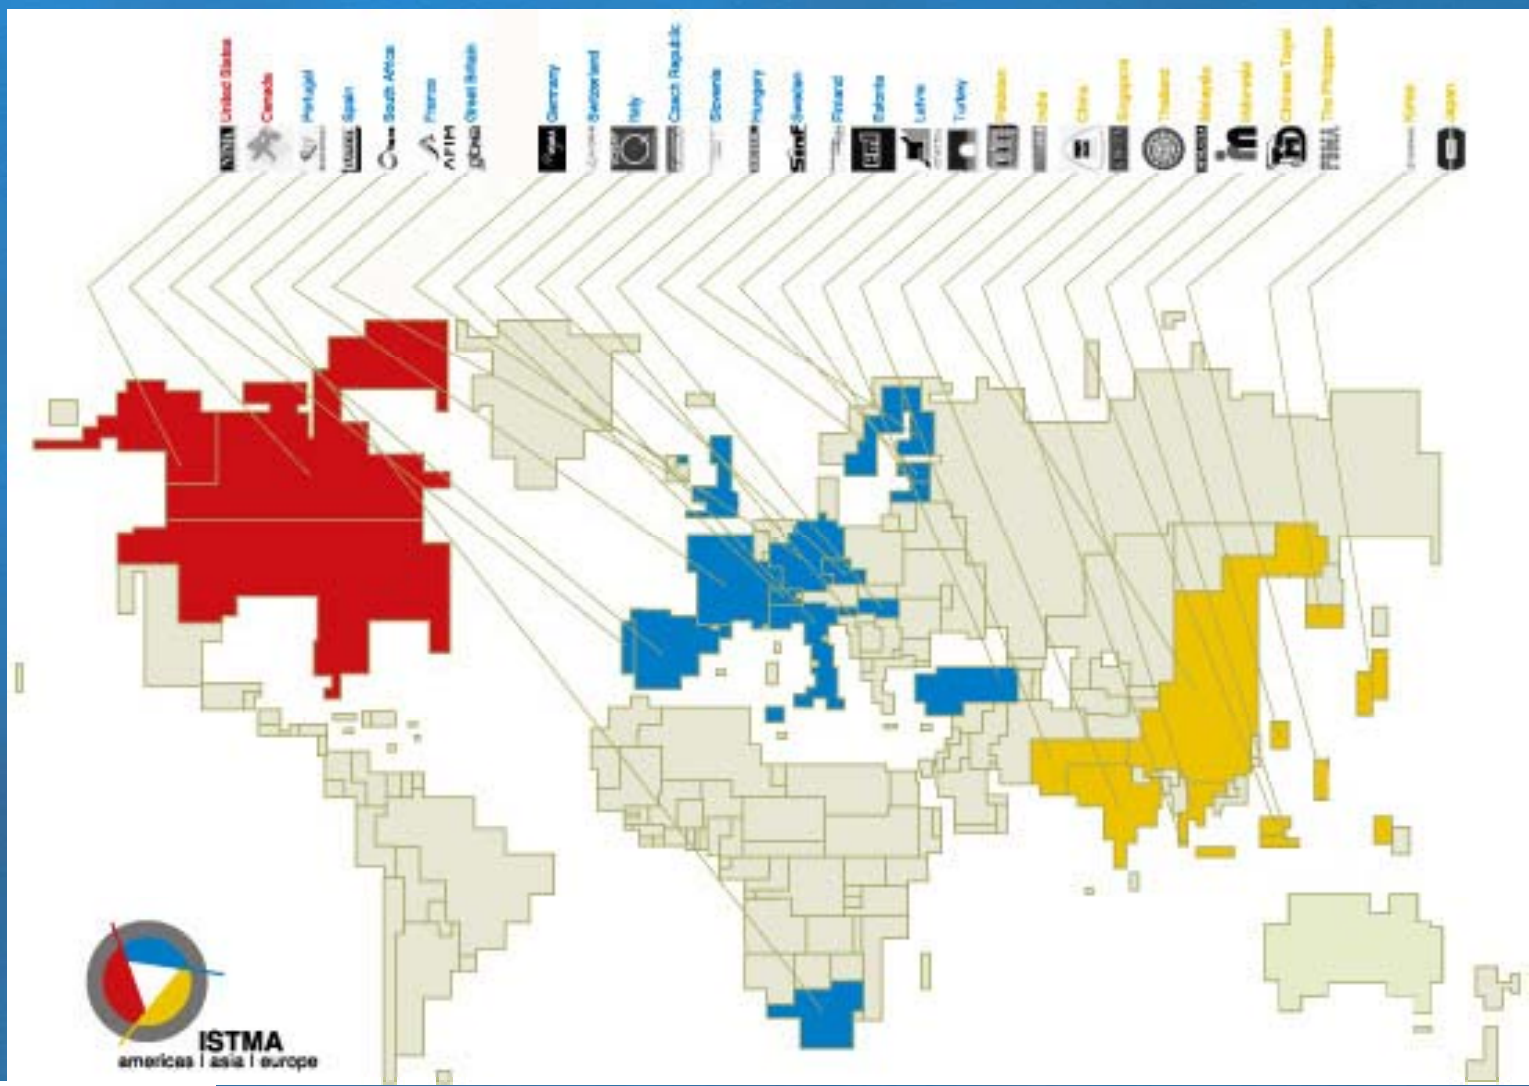 United States
Canada
Portugal
Spain
South Africa
France
Great Britain
Germany
Switzerland
Italy
Czech Republic
Slovenia
Hungary
Sweden
Finland
Estonia
Latvia
Turkey
Pakistan
India
China
Singapore
Thailand
Malaysia
Indonesia
Chinese Taipei
The Philippines
Korea
Japan
AFIM
ISTMA
americas | asia | europe